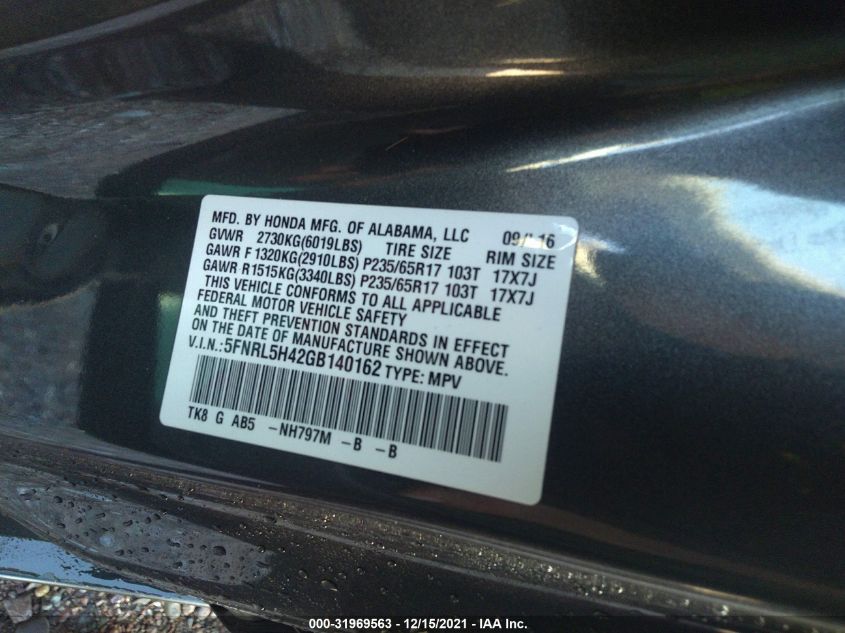 MFD. BY HONDA MFG. OF ALABAMA, LLC 09/ 16
GVWR 2730KG(6019LBS) TIRE SIZE RIM SIZE
GAWR F 1320KG(2910LBS) P235/65R17 103T 17X7J
GAWR R 1515KG(3340LBS) P235/65R17 103T 17X7J
THIS VEHICLE CONFORMS TO ALL APPLICABLE
FEDERAL MOTOR VEHICLE SAFETY
AND THEFT PREVENTION STANDARDS IN EFFECT
ON THE DATE OF MANUFACTURE SHOWN ABOVE.
V.I.N.:5FNRL5H42GB140162 TYPE: MPV
TK8 G AB5 -NH797M -B -B
000-31969563 - 12/15/2021 - IAA Inc.